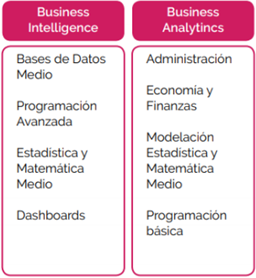 Business
Intelligence
Bases de Datos
Medio
Programación
Avanzada
Estadística y
Matemática
Medio
Dashboards
Business
Analytincs
Administración
Economía y
Finanzas
Modelación
Estadística y
Matemática
Medio
Programación
básica